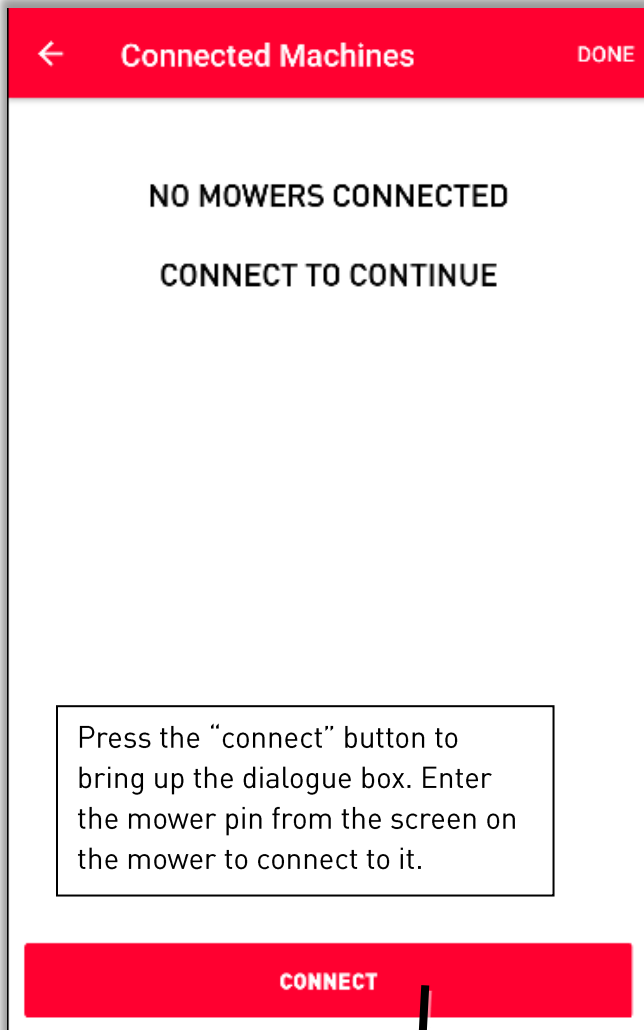 Connected Machines DONE
NO MOWERS CONNECTED
CONNECT TO CONTINUE
Press the “connect” button to
bring up the dialogue box. Enter
the mower pin from the screen on
the mower to connect to it.
CONNECT